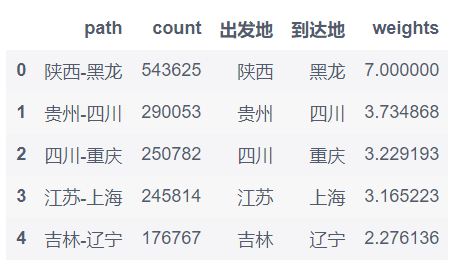 path count 出发地 到达地 weights
0 陕西-黑龙 543625 陕西 黑龙 7.000000
1 贵州-四川 290053 贵州 四川 3.734868
2 四川-重庆 250782 四川 重庆 3.229193
3 江苏-上海 245814 江苏 上海 3.165223
4 吉林-辽宁 176767 吉林 辽宁 2.276136